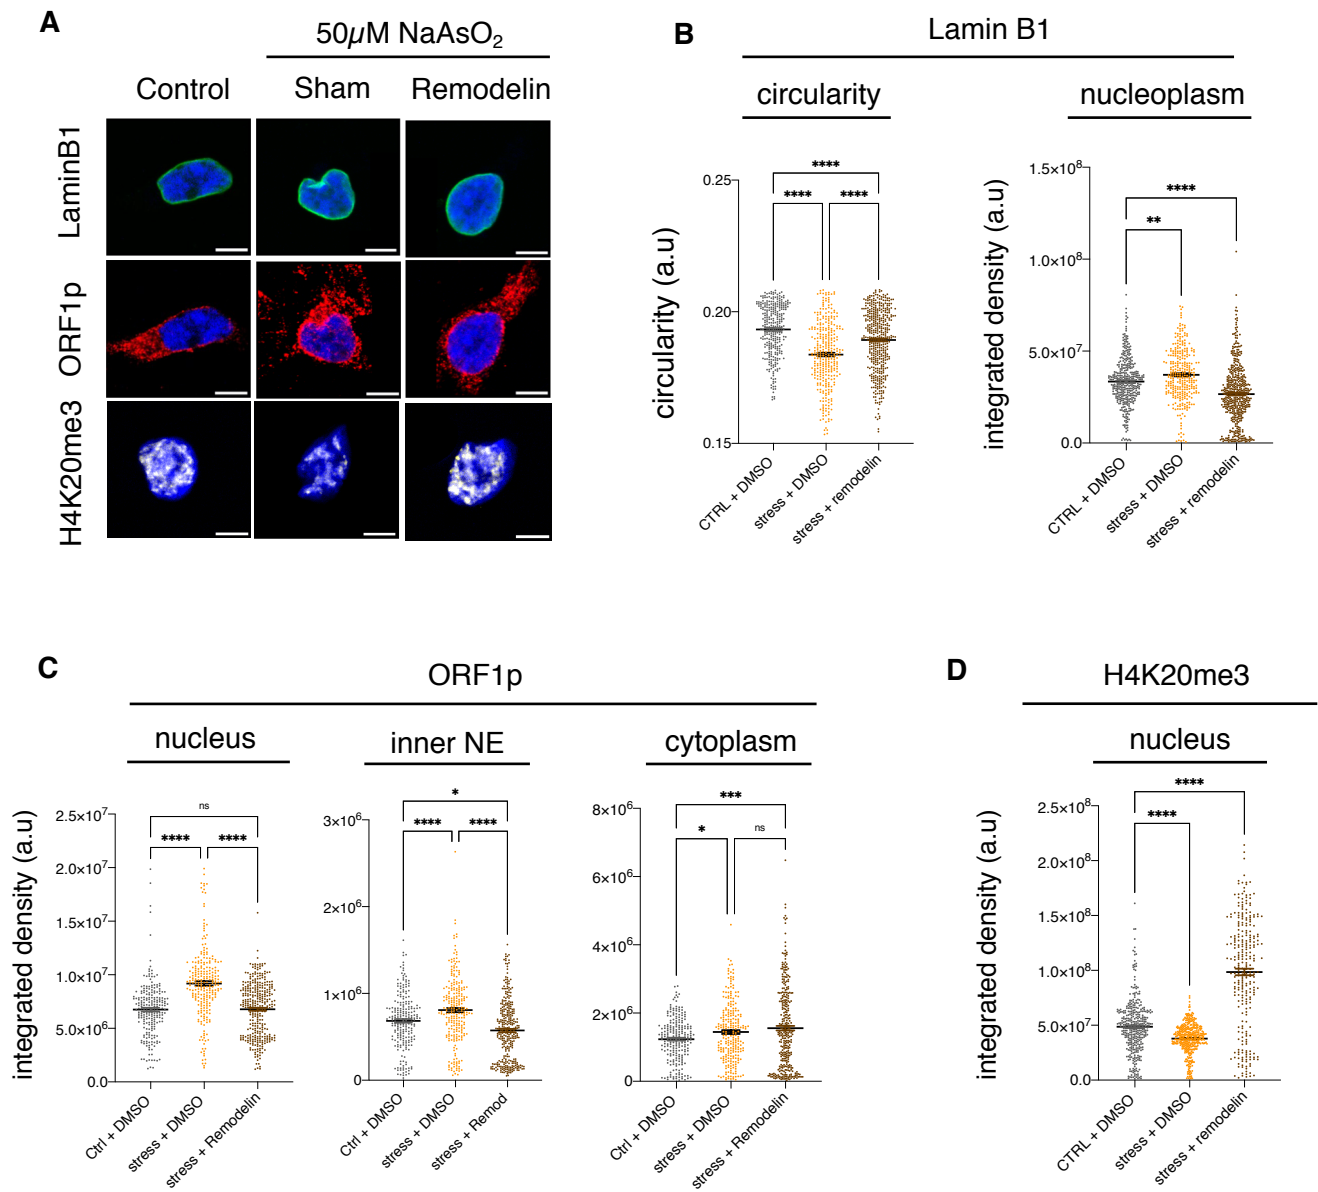 A
50µM NaAsO₂
Control
Sham
Remodelin
LaminB1
ORF1p
H4K20me3
B
Lamin B1
circularity
circularity (a.u)
0.25
0.20
0.15
****
**** ****
CTRL + DMSO
stress + DMSO
stress + remodelin
nucleoplasm
integrated density (a.u)
1.5×10⁸
1.0×10⁸
5.0×10⁷
0.0
****
**
CTRL + DMSO
stress + DMSO
stress + remodelin
C
ORF1p
nucleus
integrated density (a.u)
2.5×10⁷
2.0×10⁷
1.5×10⁷
1.0×10⁷
5.0×10⁶
0.0
ns
**** ****
Ctrl + DMSO
stress + DMSO
stress + Remodelin
inner NE
3×10⁶
2×10⁶
1×10⁶
0
*
**** ****
Ctrl + DMSO
stress + DMSO
stress + Remod
cytoplasm
8×10⁶
6×10⁶
4×10⁶
2×10⁶
0
***
* ns
Ctrl + DMSO
stress + DMSO
stress + Remodelin
D
H4K20me3
nucleus
integrated density (a.u)
2.5×10⁸
2.0×10⁸
1.5×10⁸
1.0×10⁸
5.0×10⁷
0.0
****
****
CTRL + DMSO
stress + DMSO
stress + remodelin